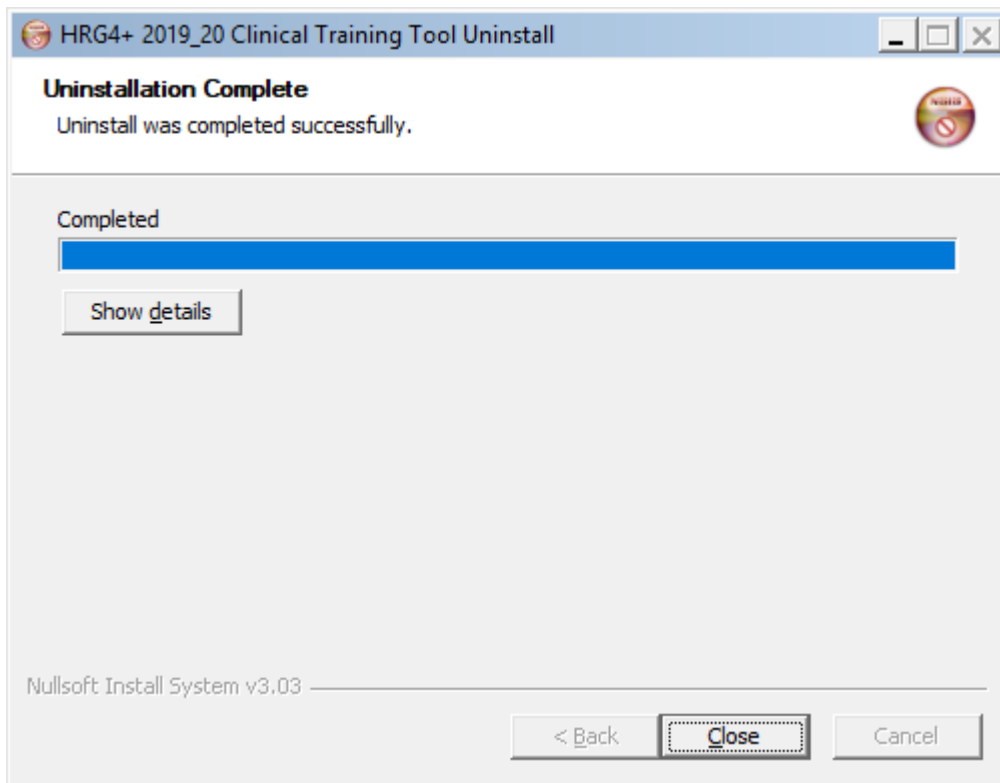 HRG4+ 2019_20 Clinical Training Tool Uninstall
Uninstallation Complete
Uninstall was completed successfully.
Completed
Show details
Nullsoft Install System v3.03
< Back
Close
Cancel